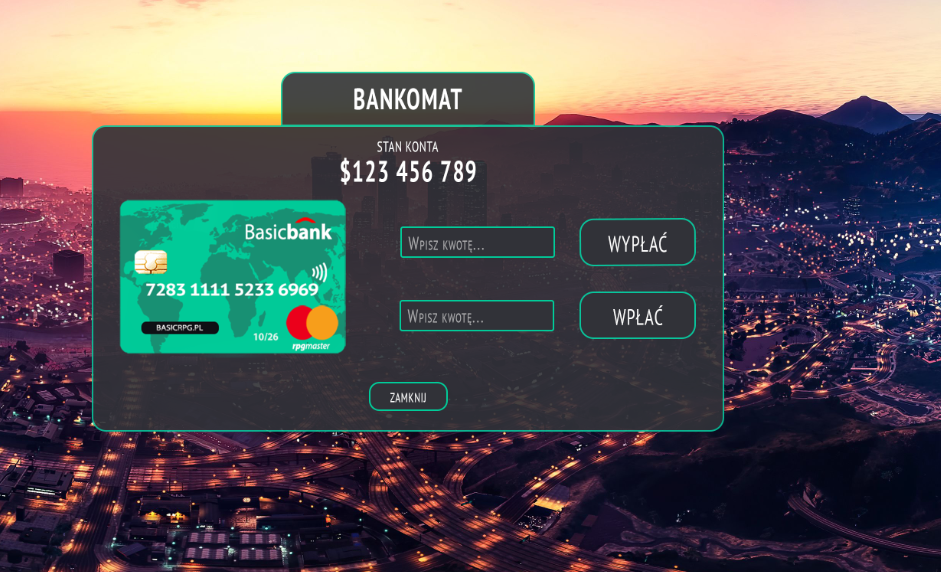 BANKOMAT
STAN KONTA
$123 456 789
Basicbank
7283 1111 5233 6969
BASICRPG.PL
10/26
rpgmaster
Wpisz kwotę...
WYPŁAĆ
Wpisz kwotę...
WPŁAĆ
ZAMKNIJ